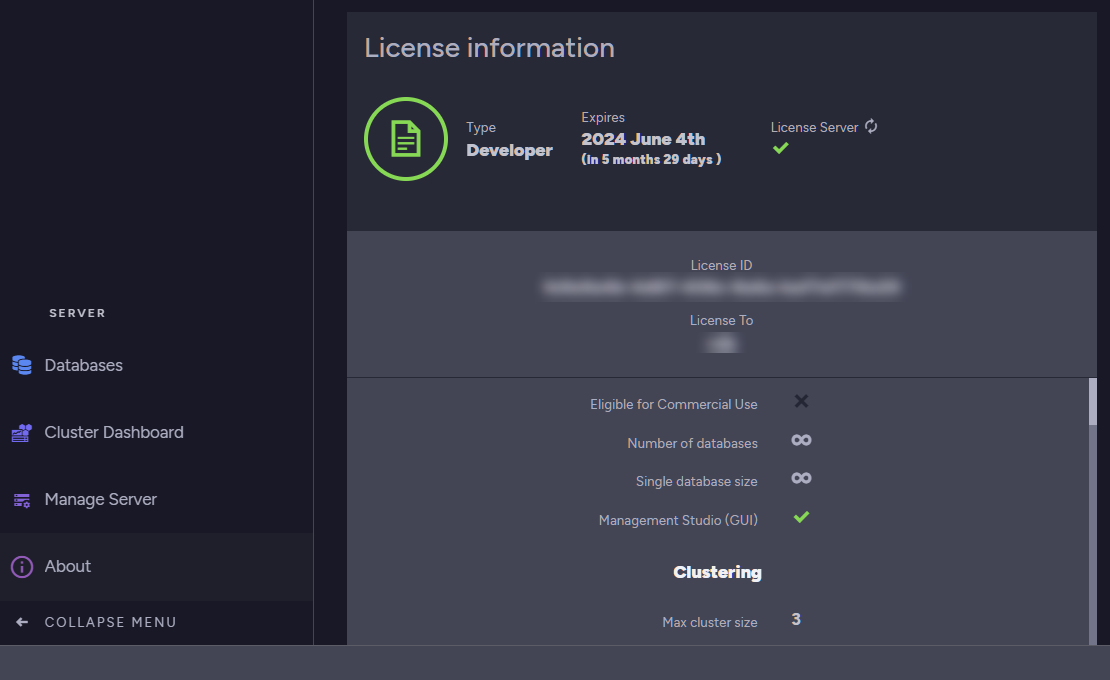 License information
Type
Developer
Expires
2024 June 4th
(in 5 months 29 days )
License Server
License ID
License To
SERVER
Databases
Cluster Dashboard
Manage Server
About
COLLAPSE MENU
Eligible for Commercial Use
Number of databases ∞
Single database size ∞
Management Studio (GUI)
Clustering
Max cluster size 3